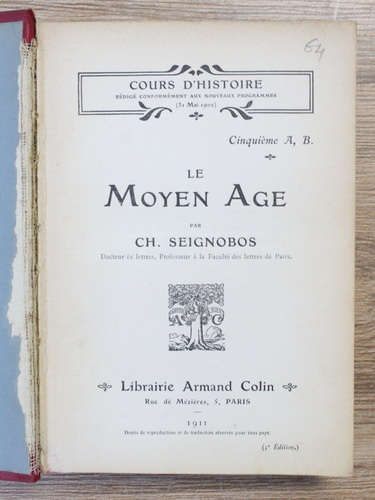 64
COURS D'HISTOIRE
RÉDIGÉ CONFORMÉMENT AUX NOUVEAUX PROGRAMMES
(31 Mai 1902)
Cinquième A, B.
LE
MOYEN AGE
PAR
CH. SEIGNOBOS
Docteur ès lettres, Professeur à la Faculté des lettres de Paris.
A C
Librairie Armand Colin
Rue de Mézières, 5, PARIS
1911
Droits de reproduction et de traduction réservés pour tous pays.
(5e Édition)